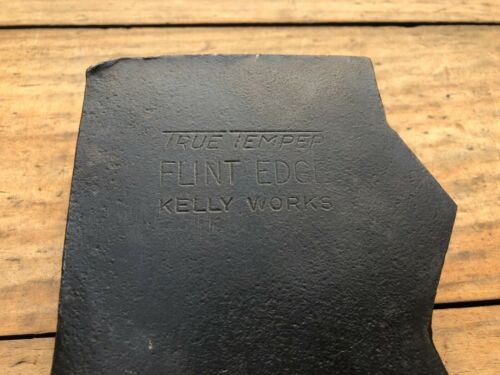 TRUE TEMPER
FLINT EDGE
KELLY WORKS